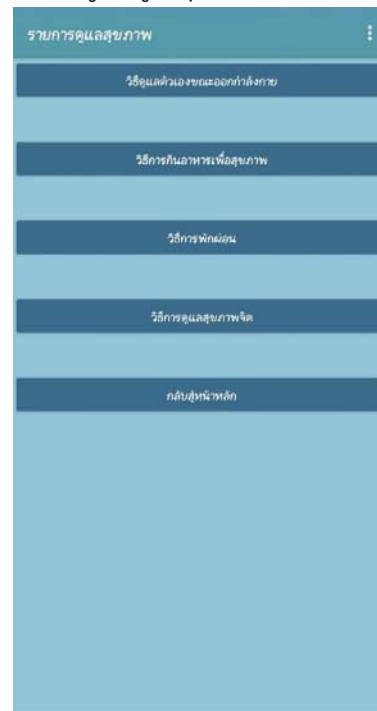 รายการดูแลสุขภาพ
วิธีดูแลตัวเองขณะออกกำลังกาย
วิธีการกินอาหารเพื่อสุขภาพ
วิธีการพักผ่อน
วิธีการดูแลสุขภาพจิต
กลับสู่หน้าหลัก